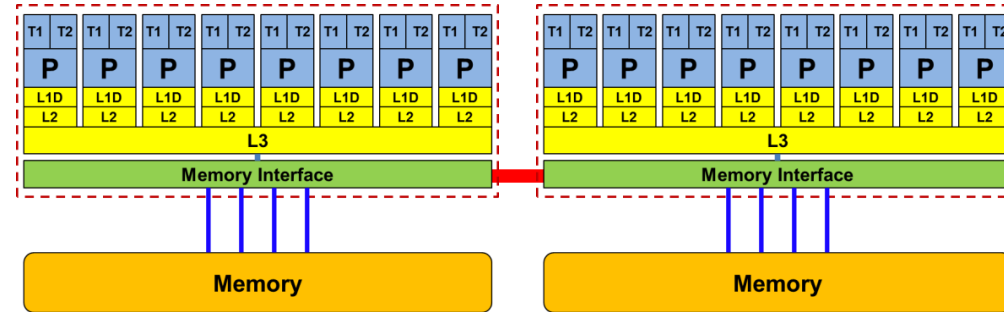 T1 T2 T1 T2 T1 T2 T1 T2 T1 T2 T1 T2 T1 T2 T1 T2
P P P P P P P P
L1D L1D L1D L1D L1D L1D L1D L1D
L2 L2 L2 L2 L2 L2 L2 L2
L3
Memory Interface
Memory
T1 T2 T1 T2 T1 T2 T1 T2 T1 T2 T1 T2 T1 T2 T1 T2
P P P P P P P P
L1D L1D L1D L1D L1D L1D L1D L1D
L2 L2 L2 L2 L2 L2 L2 L2
L3
Memory Interface
Memory